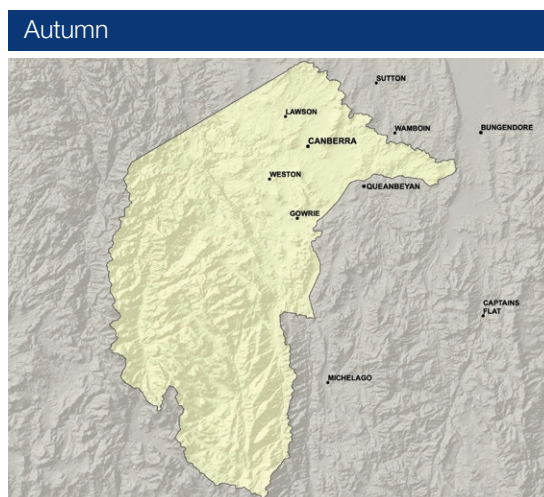 Autumn
SUTTON
LAWSON
WAMBOIN
BUNGENDORE
CANBERRA
WESTON
QUEANBEYAN
GOWRIE
CAPTAINS
FLAT
MICHELAGO